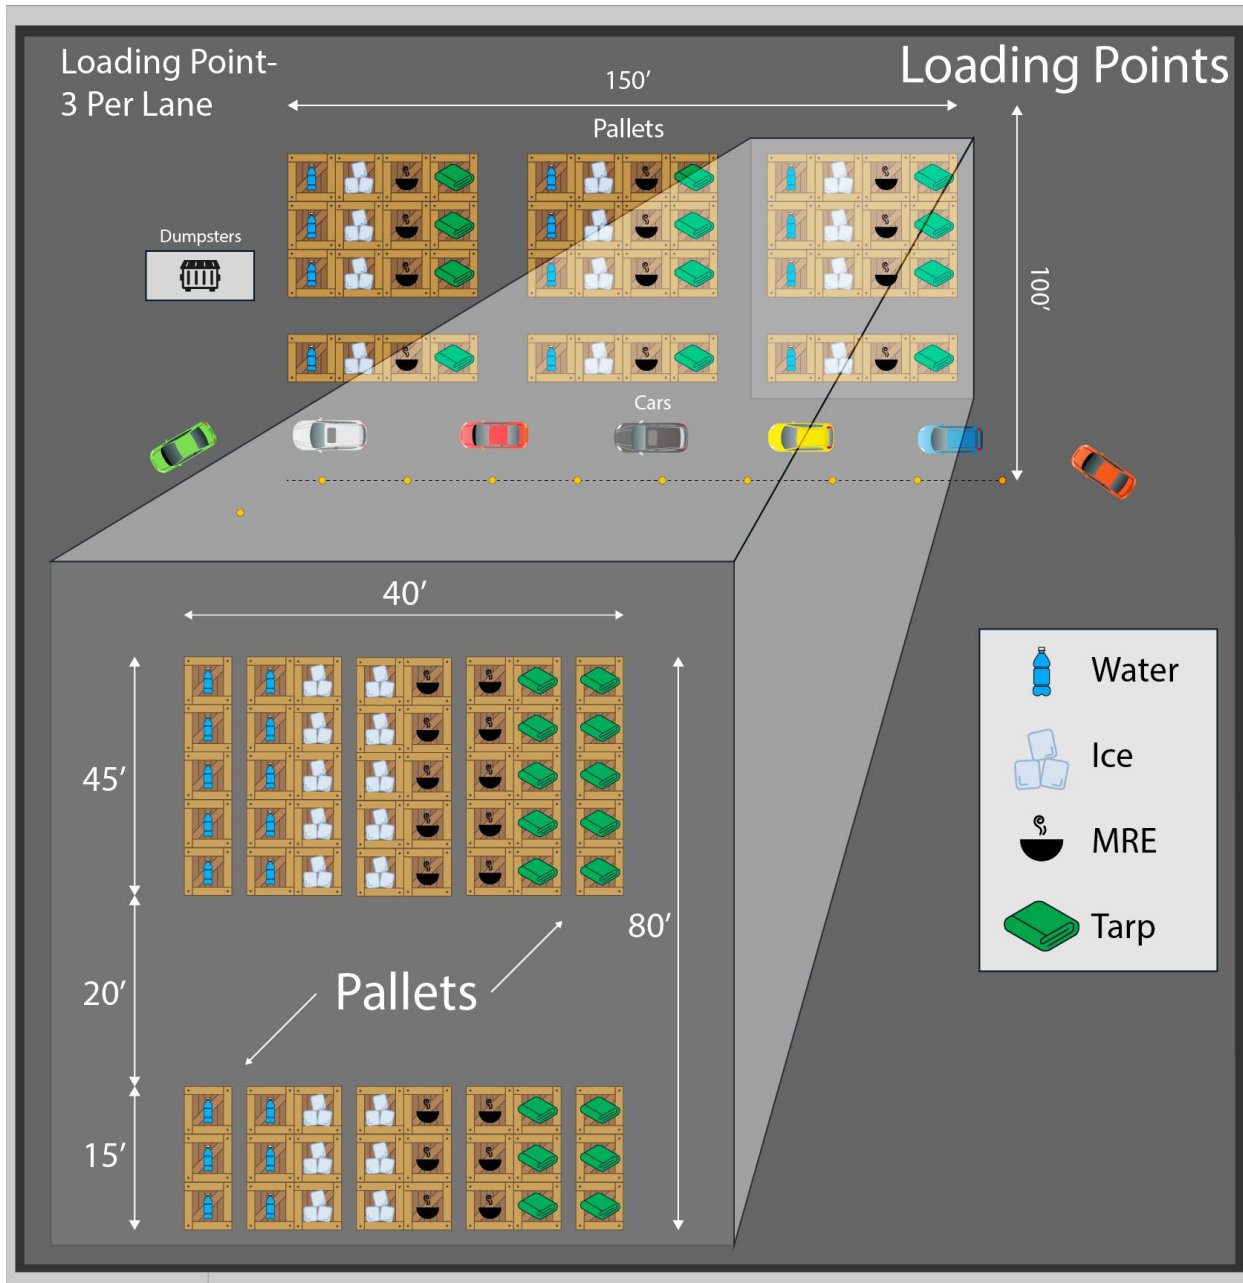 Loading Point-
3 Per Lane
Loading Points
150’
Pallets
Dumpsters
100’
Cars
40’
45’
80’
20’
Pallets
15’
Water
Ice
MRE
Tarp